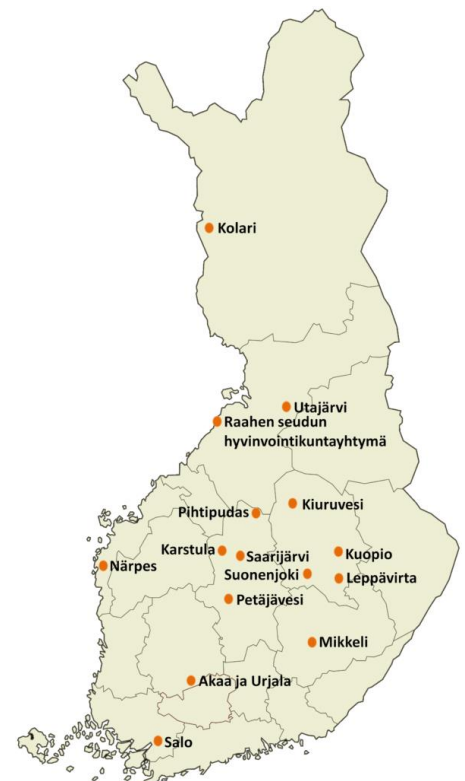 Kolari
Utajärvi
Raahen seudun
hyvinvointikuntayhtymä
Kiuruvesi
Pihtipudas
Karstula
Saarijärvi
Kuopio
Närpes
Suonenjoki
Leppävirta
Petäjävesi
Mikkeli
Akaa ja Urjala
Salo